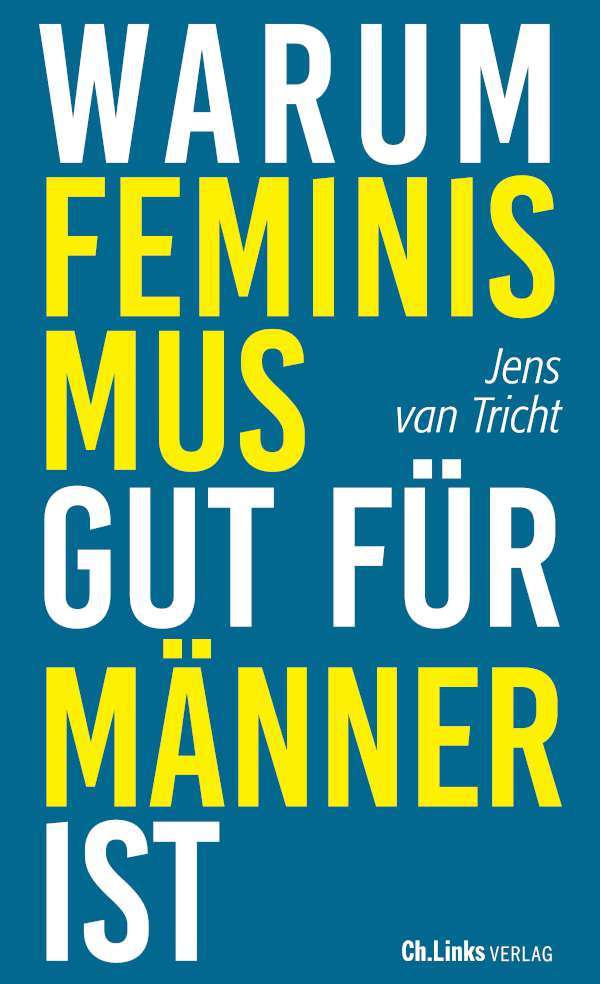 WARUM
FEMINIS
MUS
Jens
van Tricht
GUT FÜR
MÄNNER
IST
Ch.Links VERLAG